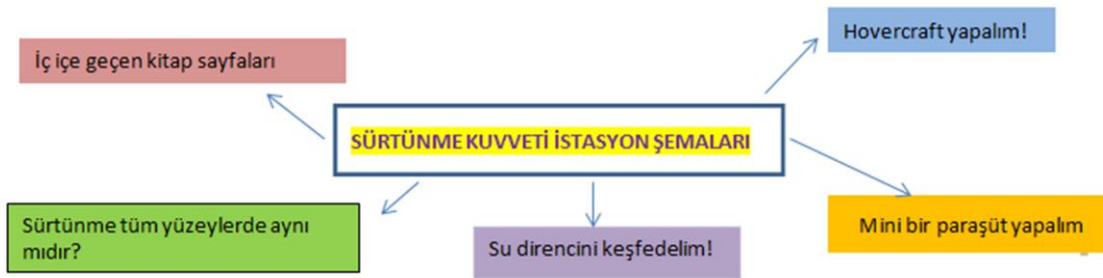 Hovercraft yapalım!
İç içe geçen kitap sayfaları
SÜRTÜNME KUVVETİ İSTASYON ŞEMALARI
Sürtünme tüm yüzeylerde aynı
mıdır?
Su direncini keşfedelim!
Mini bir paraşüt yapalım